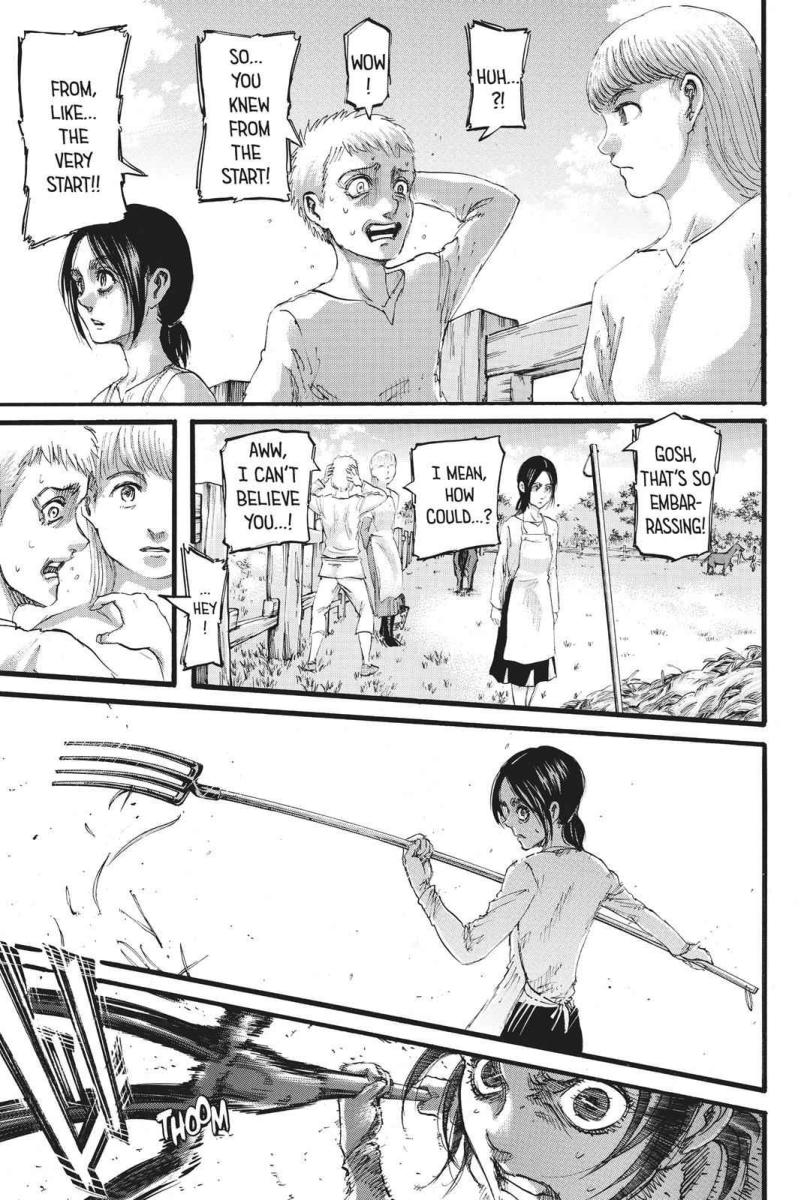 HUH...
?!
WOW
!
SO...
YOU
KNEW
FROM
THE
START!
FROM,
LIKE...
THE
VERY
START!!
GOSH,
THAT'S SO
EMBAR-
RASSING!
I MEAN,
HOW
COULD...?
AWW,
I CAN'T
BELIEVE
YOU...!
...
HEY
!
THOOM